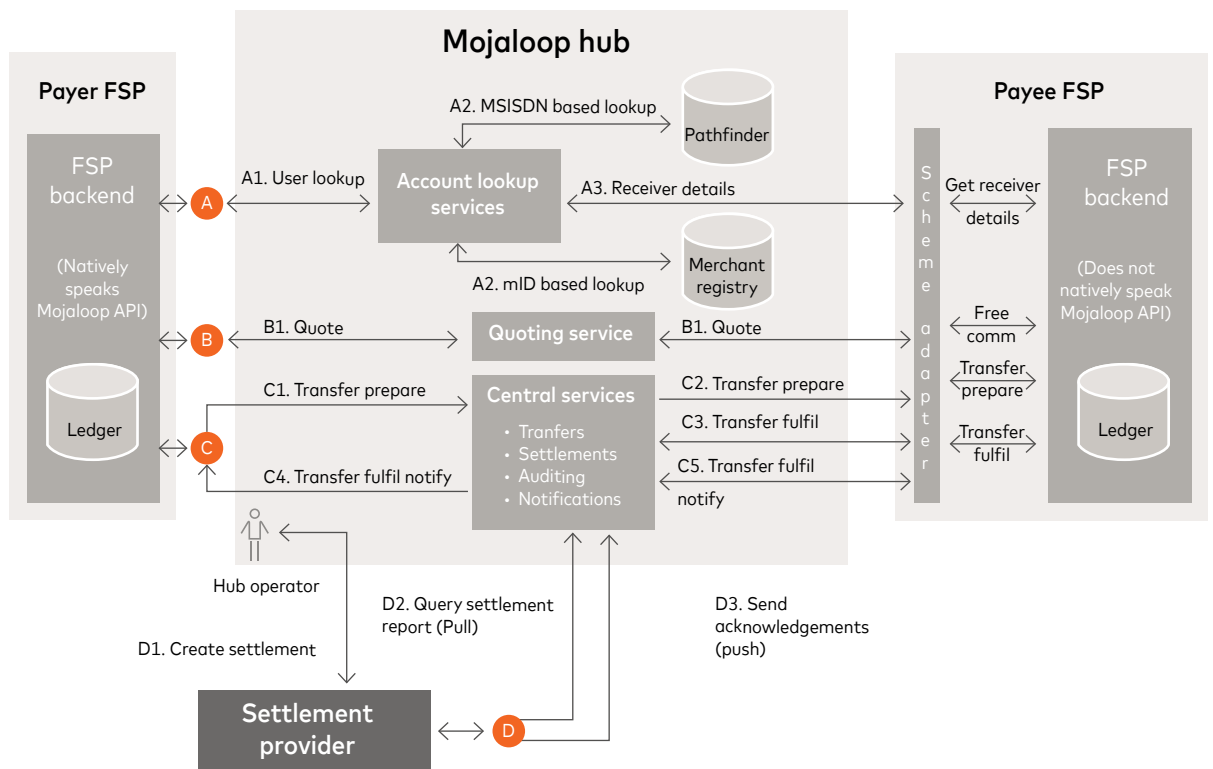 Mojaloop hub
Payer FSP
Payee FSP
FSP
backend
(Natively
speaks
Mojaloop API)
Ledger
A
B
C
A1. User lookup
A2. MSISDN based lookup
Pathfinder
Account lookup
services
A3. Receiver details
A2. mID based lookup
Merchant
registry
B1. Quote
Quoting service
B1. Quote
C1. Transfer prepare
Central services
• Tranfers
• Settlements
• Auditing
• Notifications
C2. Transfer prepare
C3. Transfer fulfil
C4. Transfer fulfil notify
C5. Transfer fulfil
notify
Scheme adapter
Get receiver
details
Free
comm
Transfer
prepare
Transfer
fulfil
FSP
backend
(Does not
natively speak
Mojaloop API)
Ledger
Hub operator
D1. Create settlement
D2. Query settlement
report (Pull)
D3. Send
acknowledgements
(push)
Settlement
provider
D